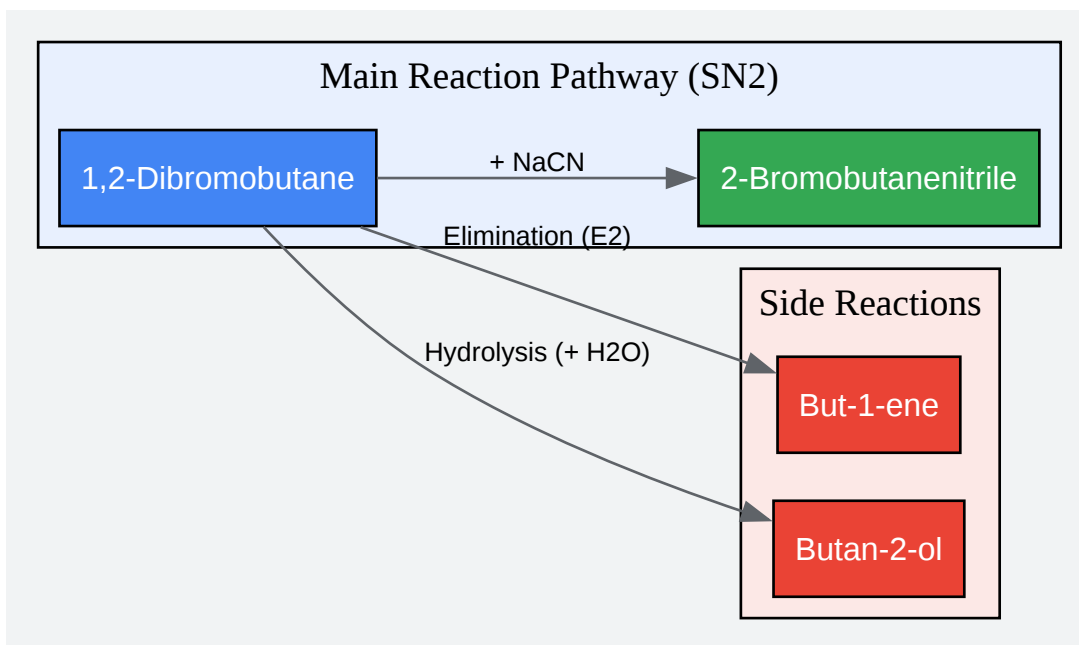 Main Reaction Pathway (SN2)
1,2-Dibromobutane
+ NaCN
2-Bromobutanenitrile
Elimination (E2)
Side Reactions
Hydrolysis (+ H2O)
But-1-ene
Butan-2-ol